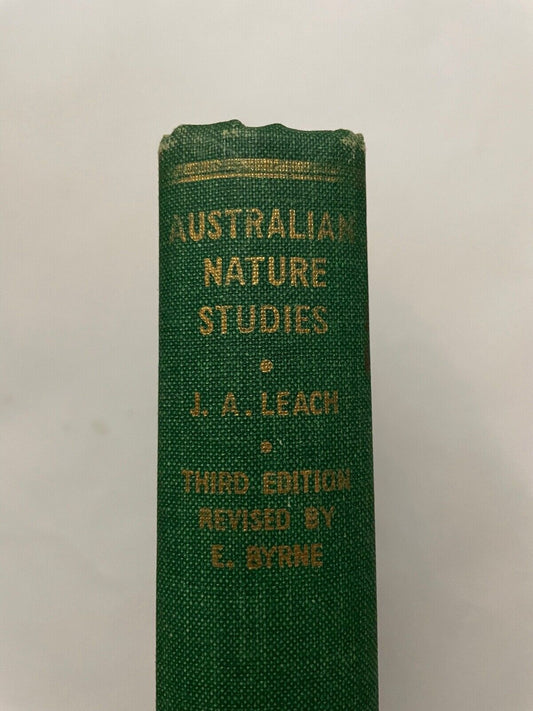 AUSTRALIAN
NATURE
STUDIES
J. A. LEACH
THIRD EDITION
REVISED BY
E. BYRNE